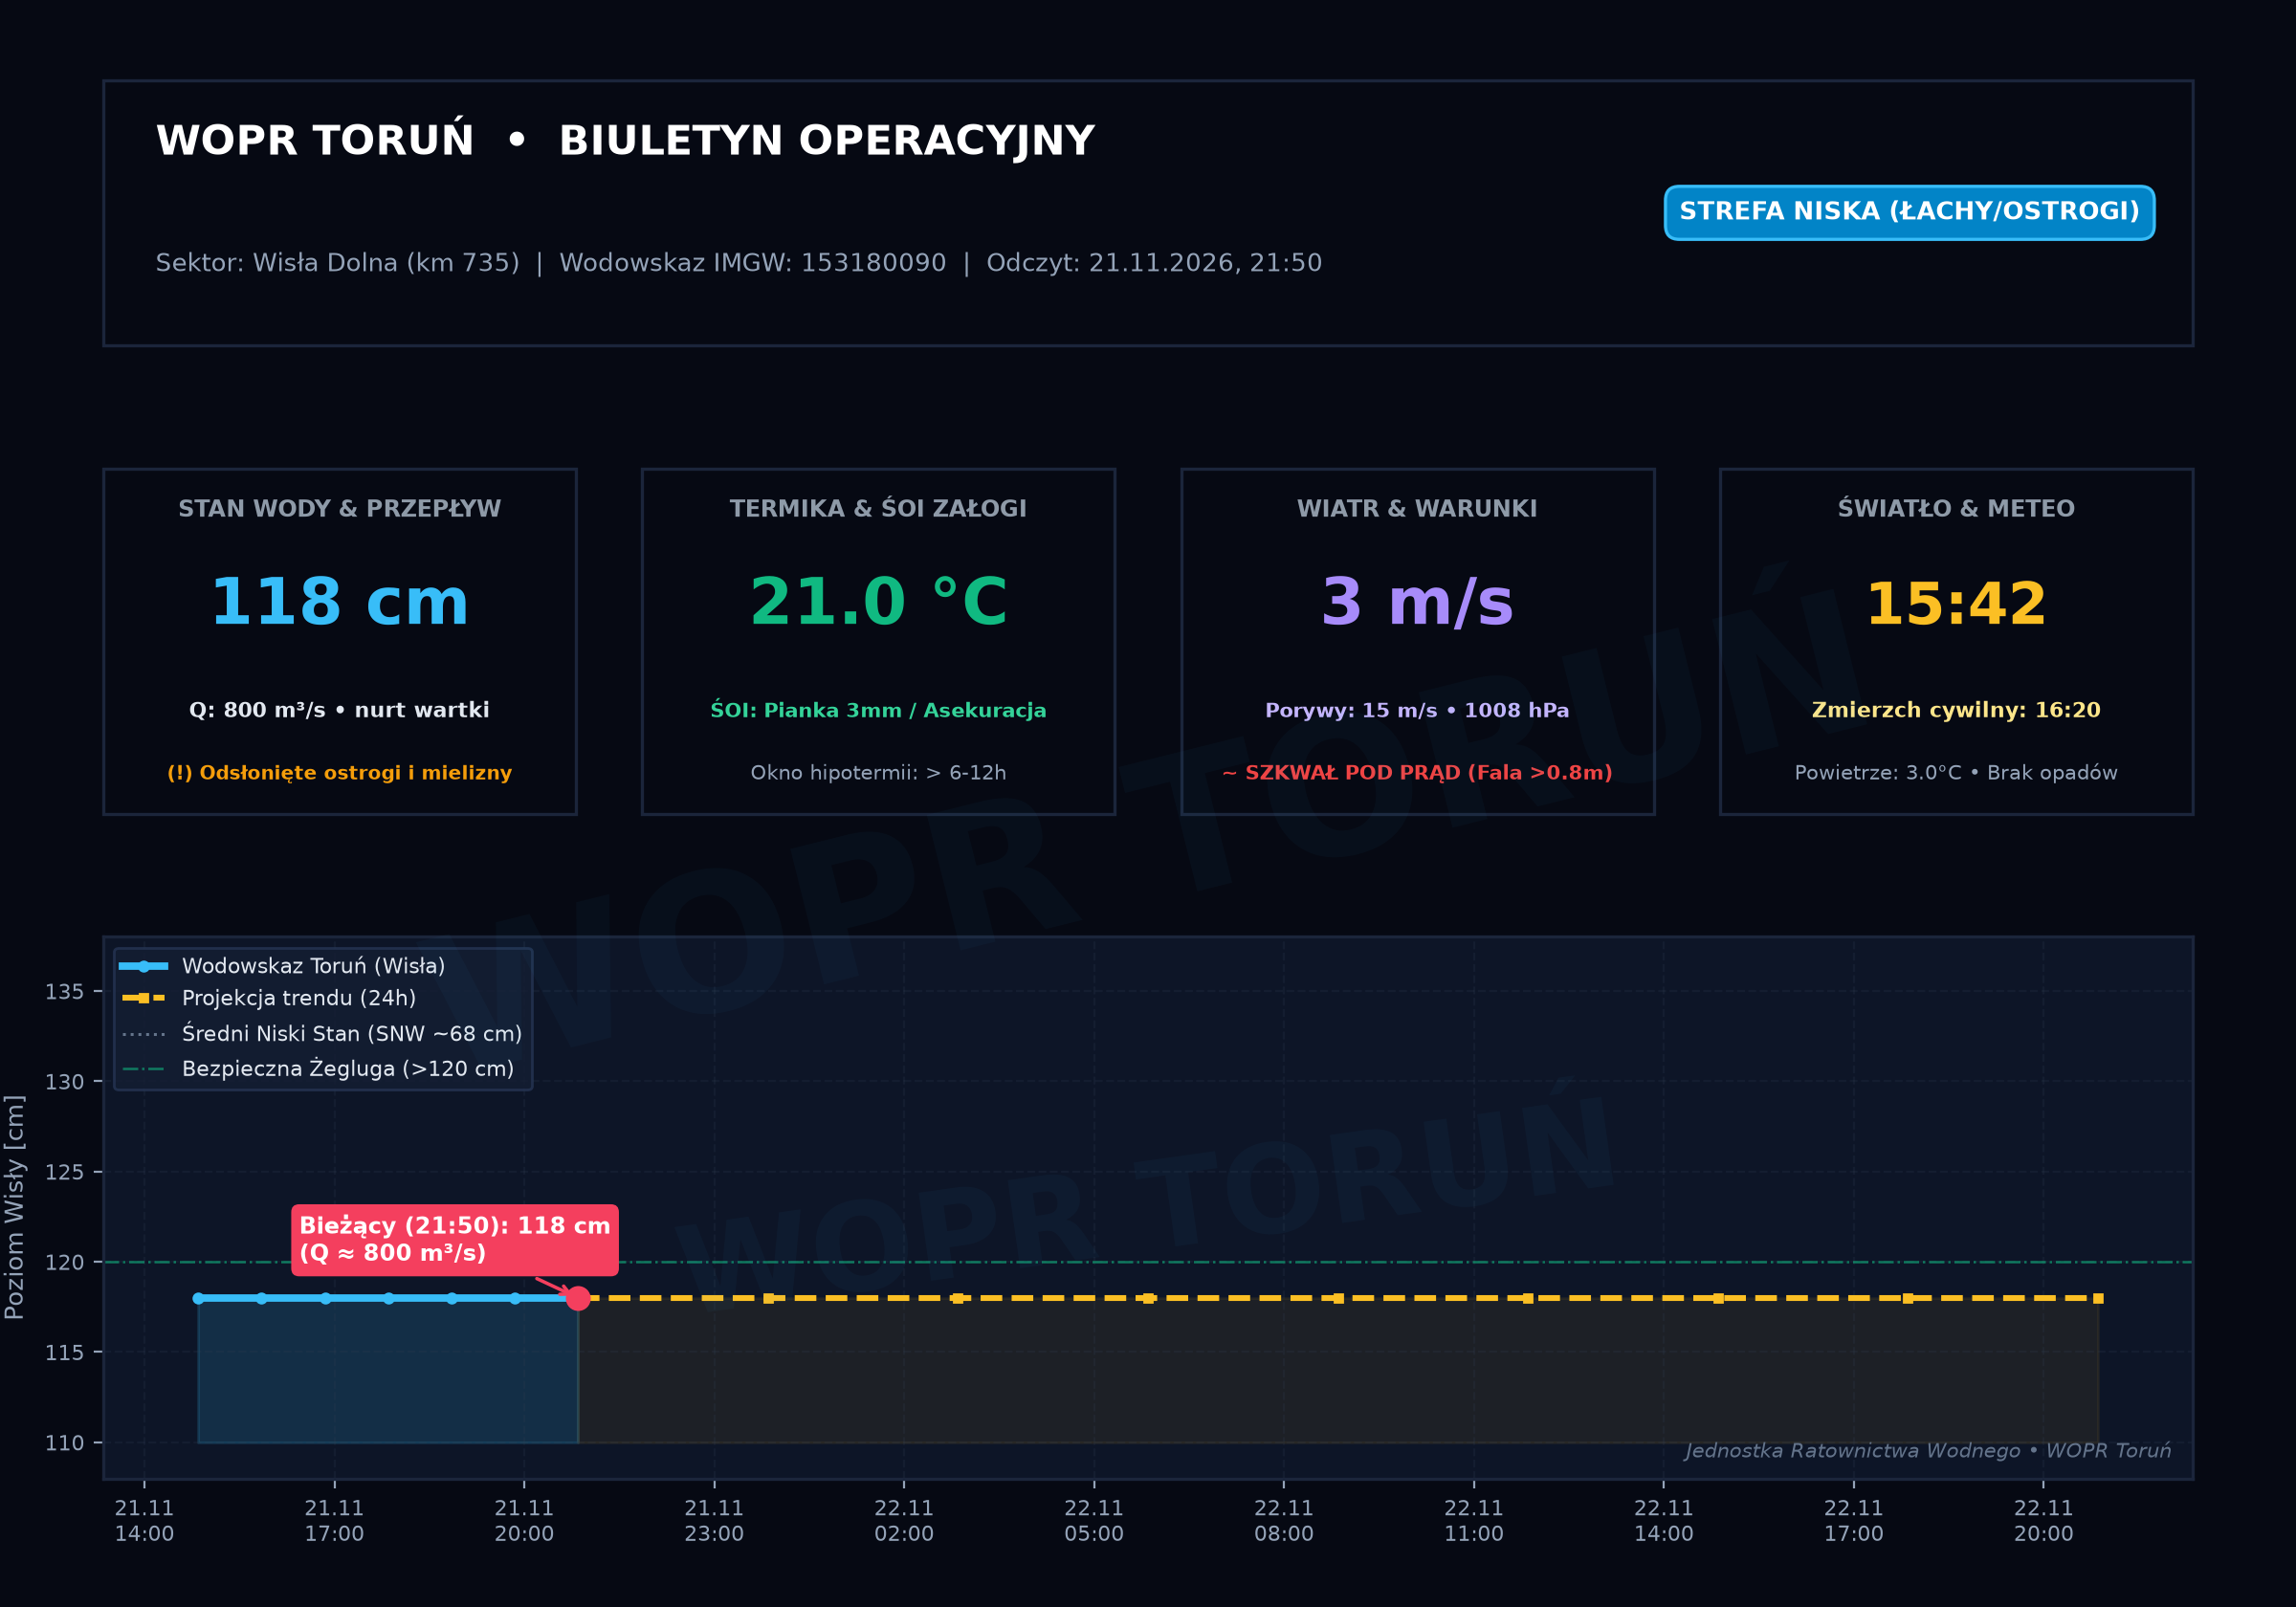 WOPR TORUŃ • BIULETYN OPERACYJNY
STREFA NISKA (ŁACHY/OSTROGI)
Sektor: Wisła Dolna (km 735) | Wodowskaz IMGW: 153180090 | Odczyt: 21.11.2026, 21:50
STAN WODY & PRZEPŁYW
118 cm
Q: 800 m³/s • nurt wartki
(!) Odsłonięte ostrogi i mielizny
TERMIKA & ŚOI ZAŁOGI
21.0 °C
ŚOI: Pianka 3mm / Asekuracja
Okno hipotermii: > 6-12h
WIATR & WARUNKI
3 m/s
Porywy: 15 m/s • 1008 hPa
~ SZKWAŁ POD PRĄD (Fala >0.8m)
ŚWIATŁO & METEO
15:42
Zmierzch cywilny: 16:20
Powietrze: 3.0°C • Brak opadów
WOPR TORUŃ
Wodowskaz Toruń (Wisła)
Projekcja trendu (24h)
Średni Niski Stan (SNW ~68 cm)
Bezpieczna Żegluga (>120 cm)
Poziom Wisły [cm]
135
130
125
120
115
110
Bieżący (21:50): 118 cm
(Q ≈ 800 m³/s)
WOPR TORUŃ
Jednostka Ratownictwa Wodnego • WOPR Toruń
21.11 21.11 21.11 21.11 22.11 22.11 22.11 22.11 22.11 22.11 22.11
14:00 17:00 20:00 23:00 02:00 05:00 08:00 11:00 14:00 17:00 20:00